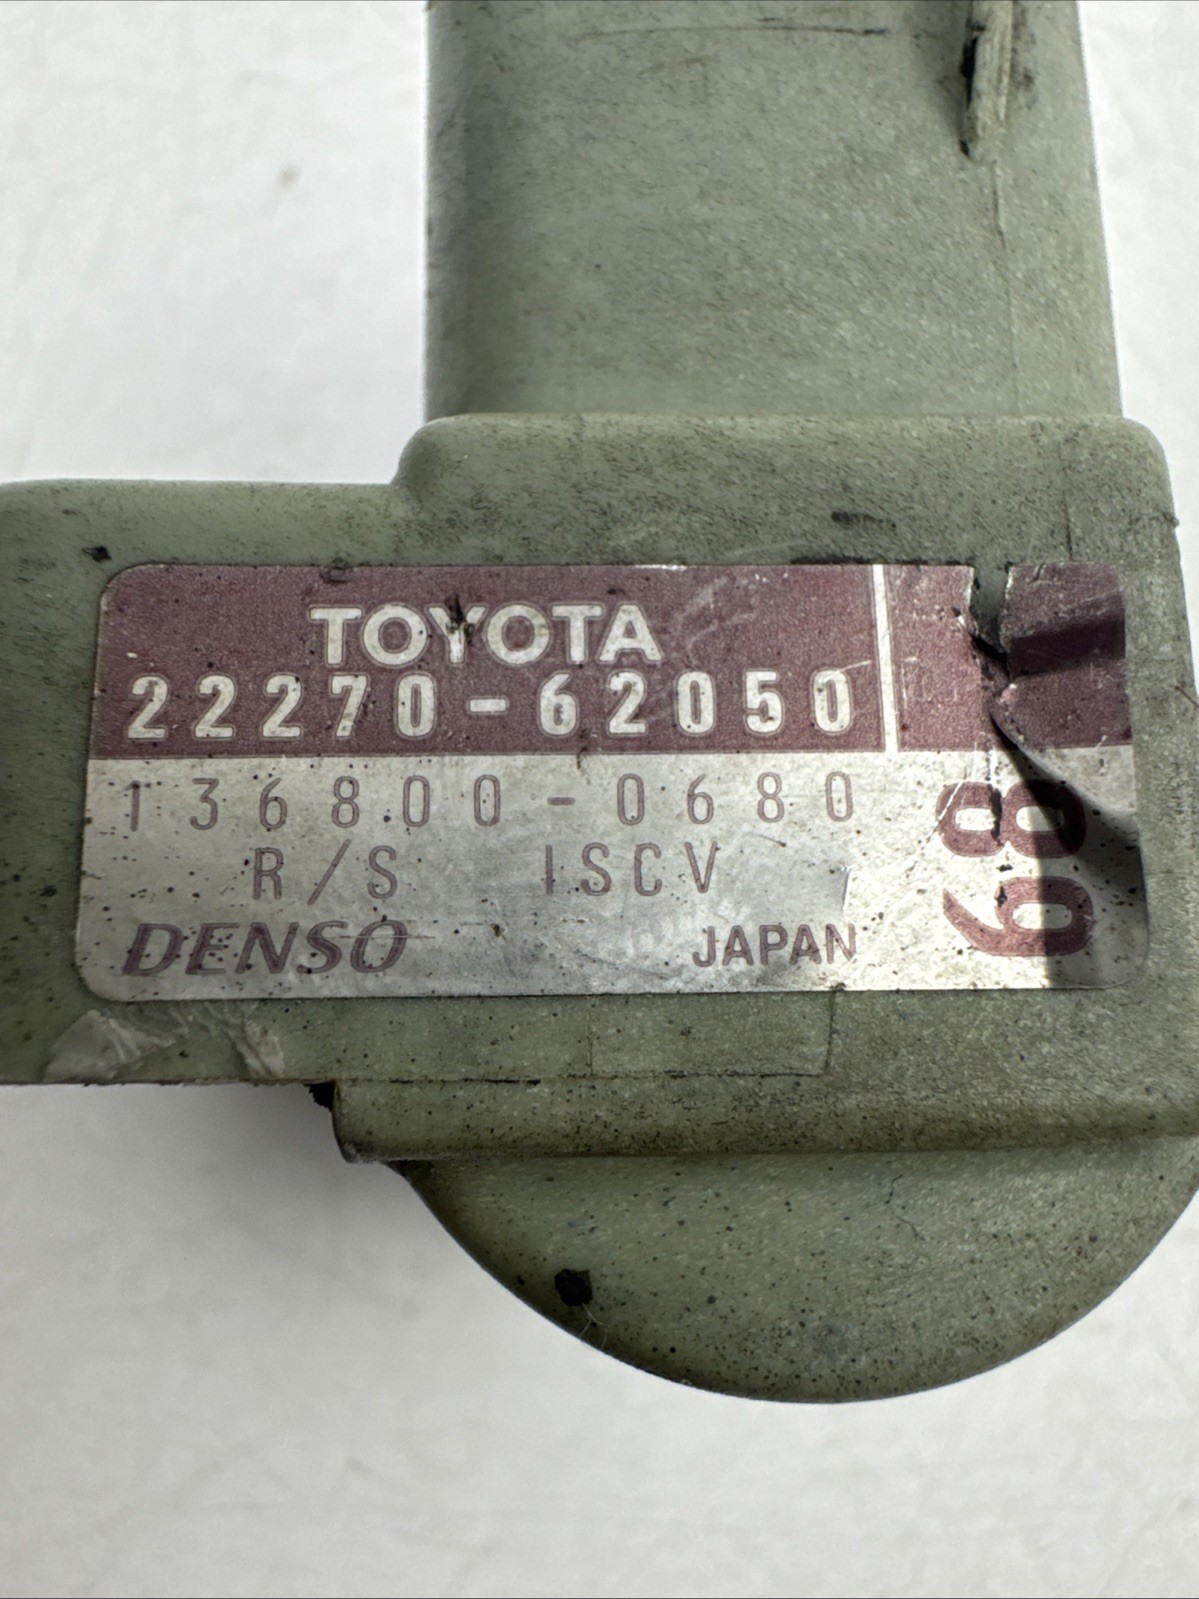 TOYOTA
22270-62050
136800-0680
R/S ISCV
DENSO JAPAN
68